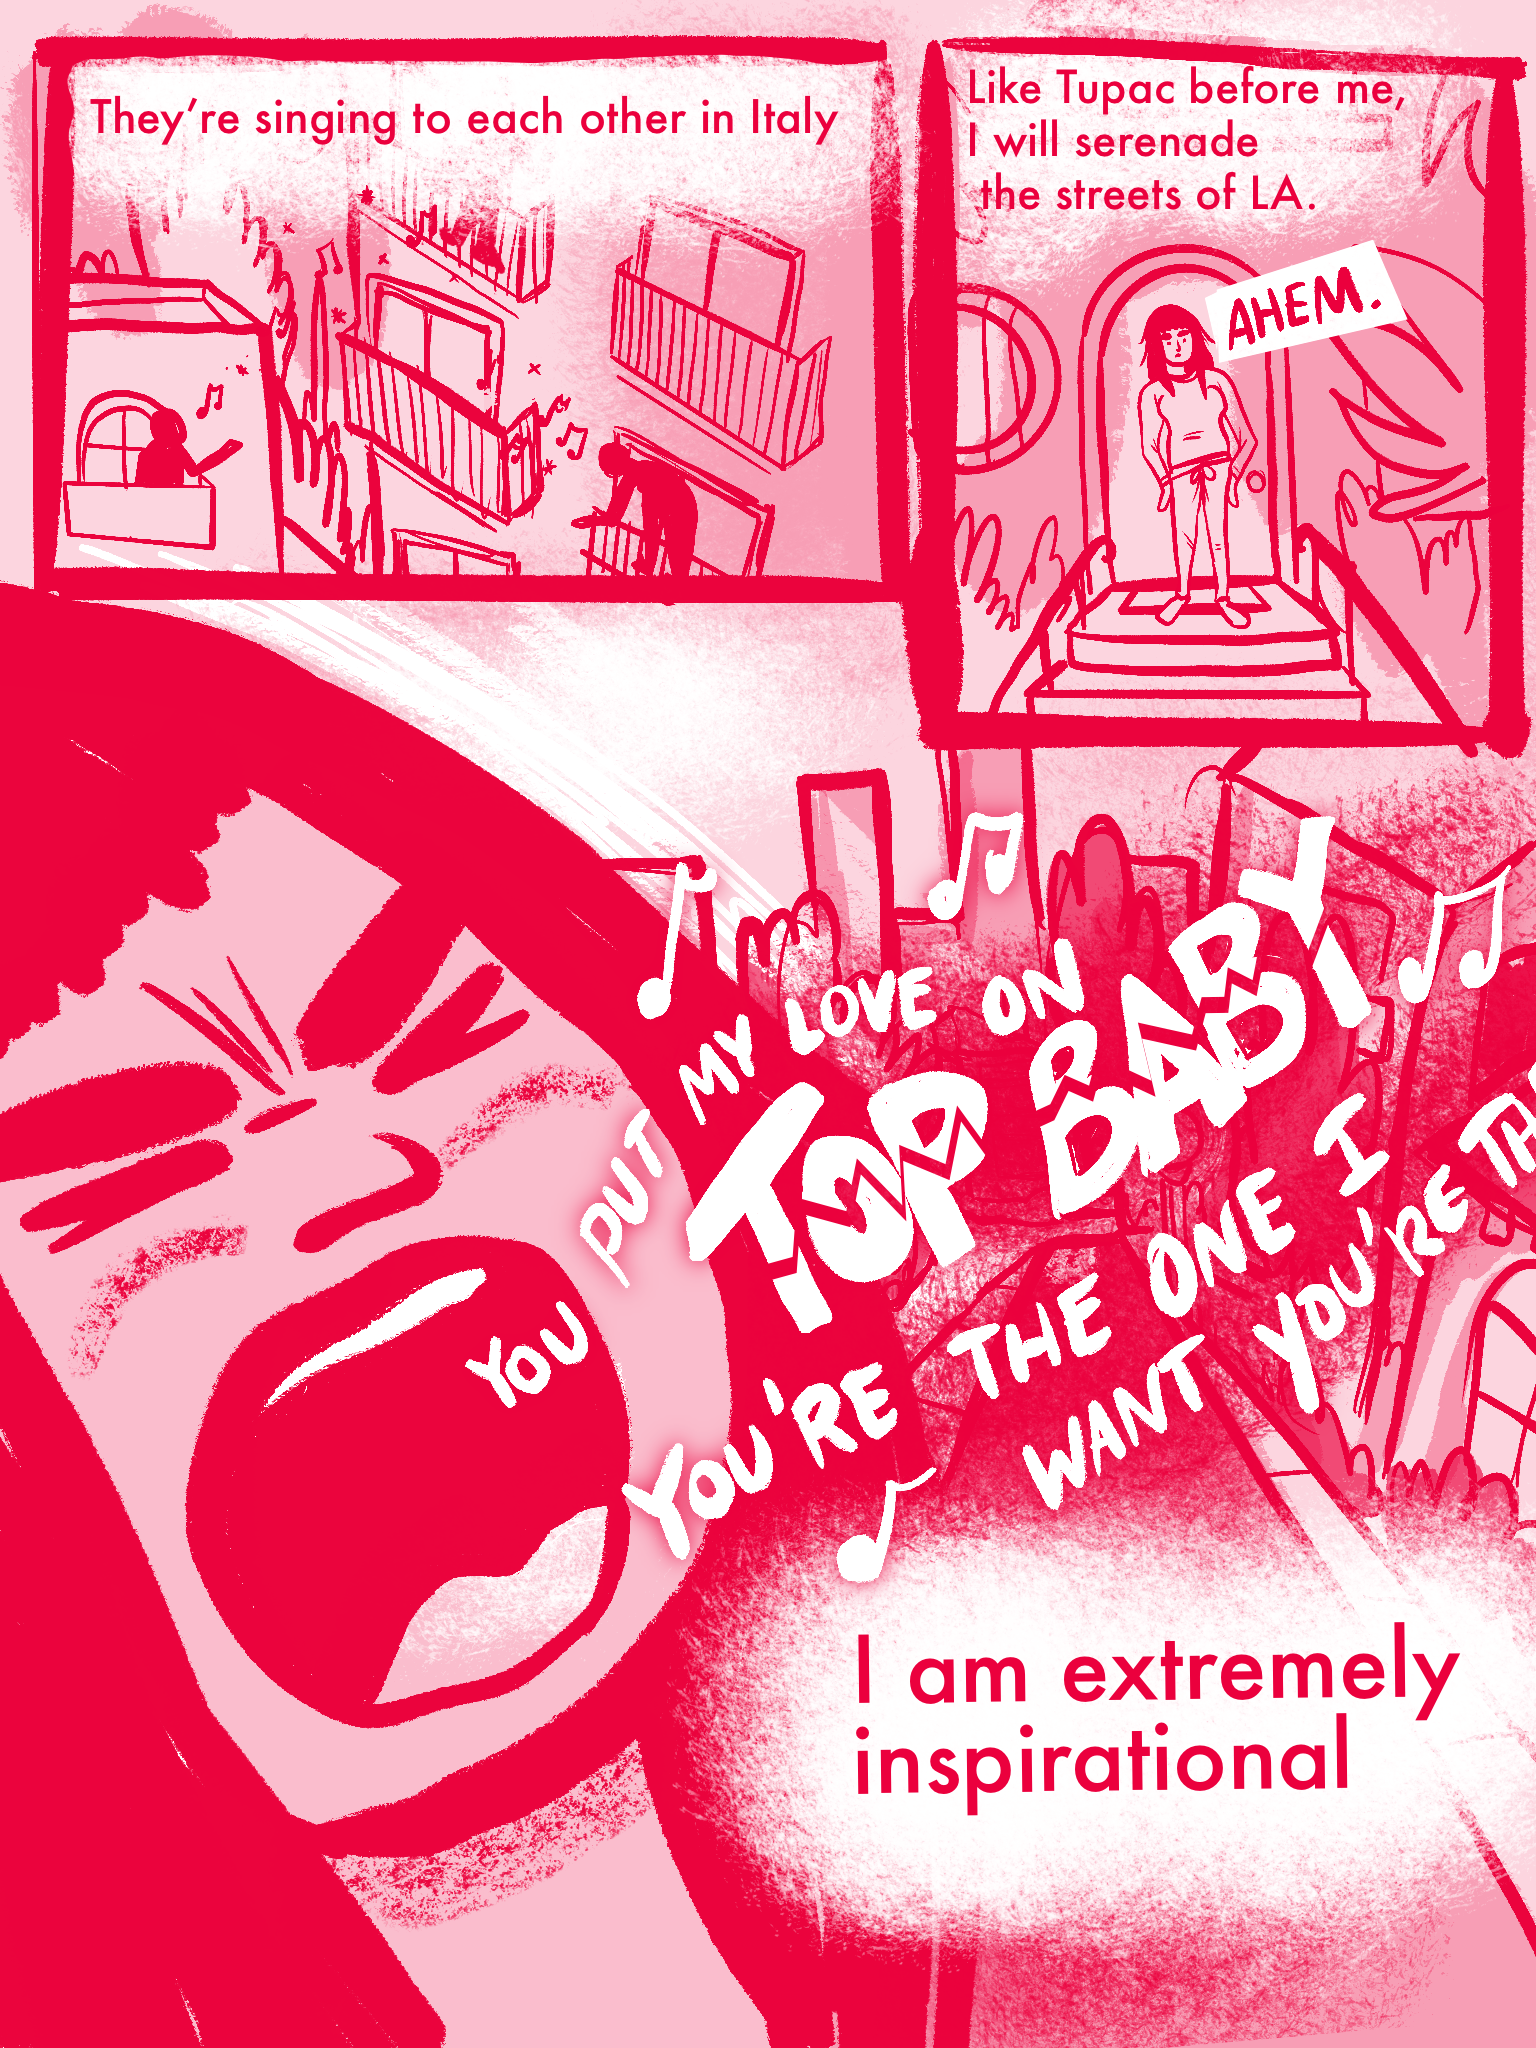 They're singing to each other in Italy
Like Tupac before me,
I will serenade
the streets of LA.
AHEM.
YOU PUT MY LOVE ON
TOP BABY
DADY
YOU'RE THE ONE I
WANT YOU'RE
I am extremely
inspirational